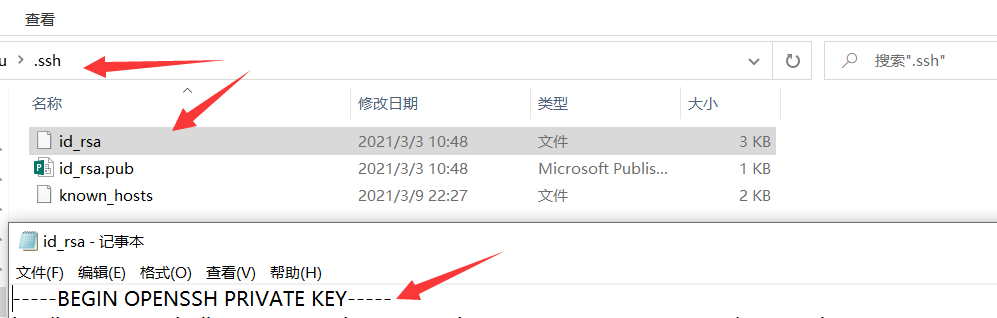 查看
u > .ssh
搜索".ssh"
名称 修改日期 类型 大小
id_rsa 2021/3/3 10:48 文件 3 KB
id_rsa.pub 2021/3/3 10:48 Microsoft Publis... 1 KB
known_hosts 2021/3/9 22:27 文件 2 KB
id_rsa - 记事本
文件(F) 编辑(E) 格式(O) 查看(V) 帮助(H)
-----BEGIN OPENSSH PRIVATE KEY-----